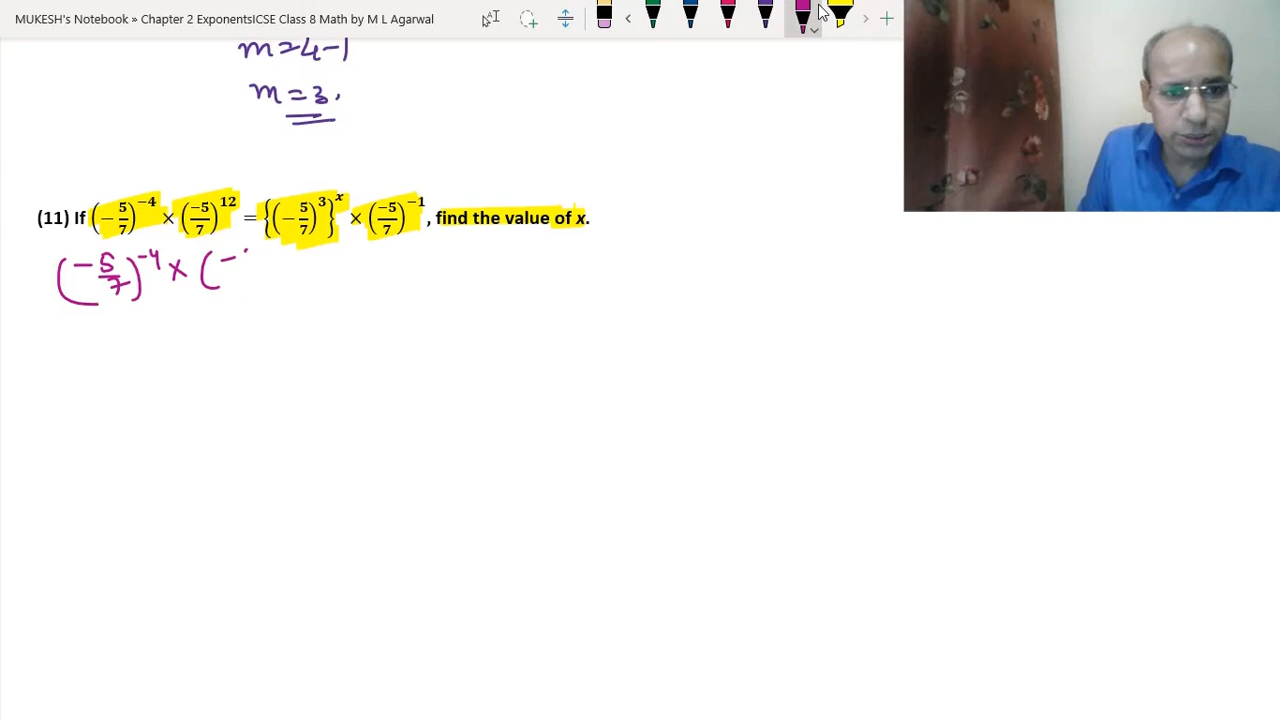 MUKESH's Notebook » Chapter 2 ExponentsICSE Class 8 Math by M L Agarwal
m=4-1
m=3.
(11) If (-5/7)^-4 × (-5/7)^12 = {(-5/7)^3}^x × (-5/7)^-1, find the value of x.
(-5/7)^-4 × (-